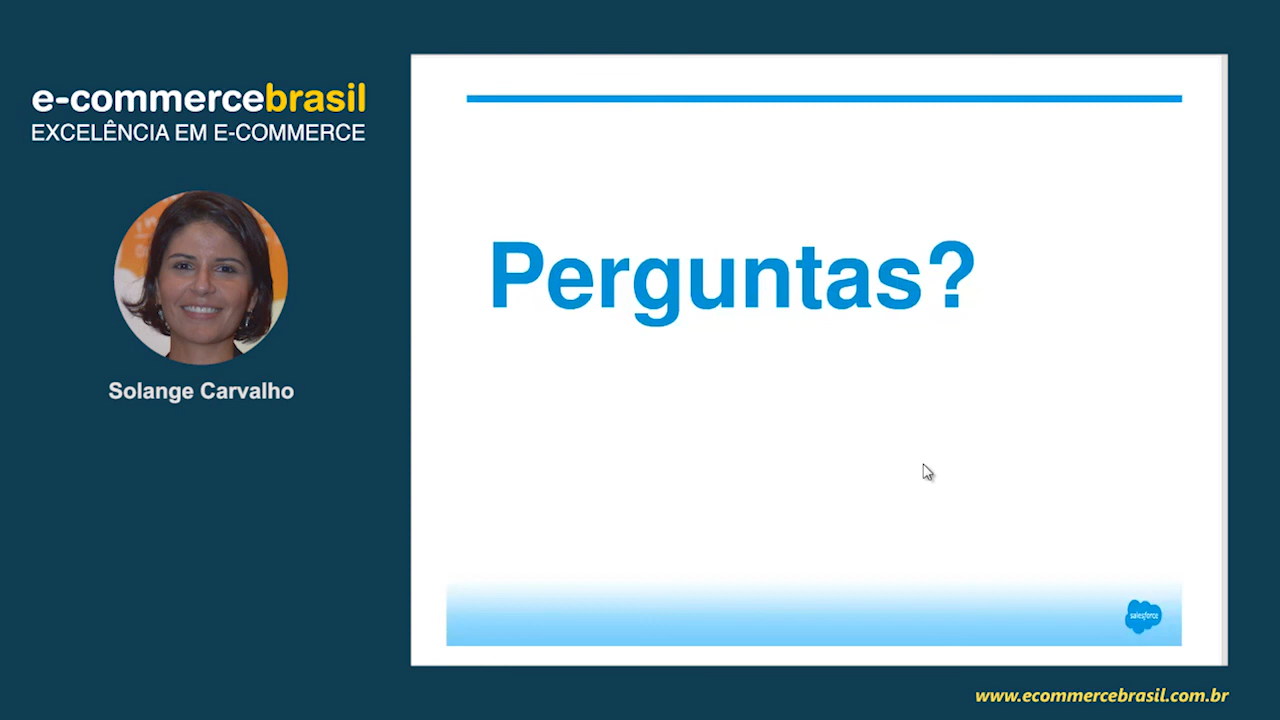 e-commercebrasil
EXCELÊNCIA EM E-COMMERCE
Solange Carvalho
Perguntas?
salesforce
www.ecommercebrasil.com.br